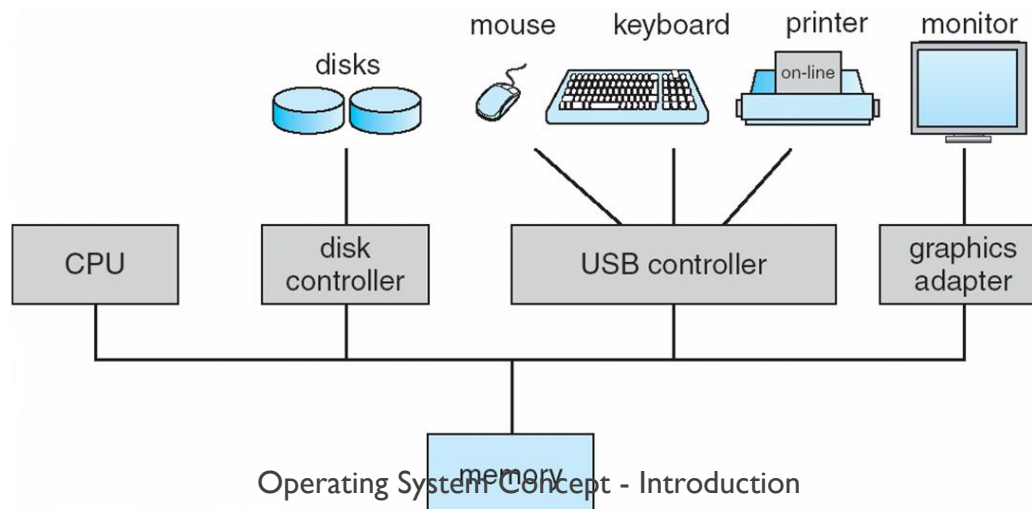 mouse keyboard printer monitor
disks
on-line
CPU
disk
controller
USB controller
graphics
adapter
memory
Operating System Concept - Introduction